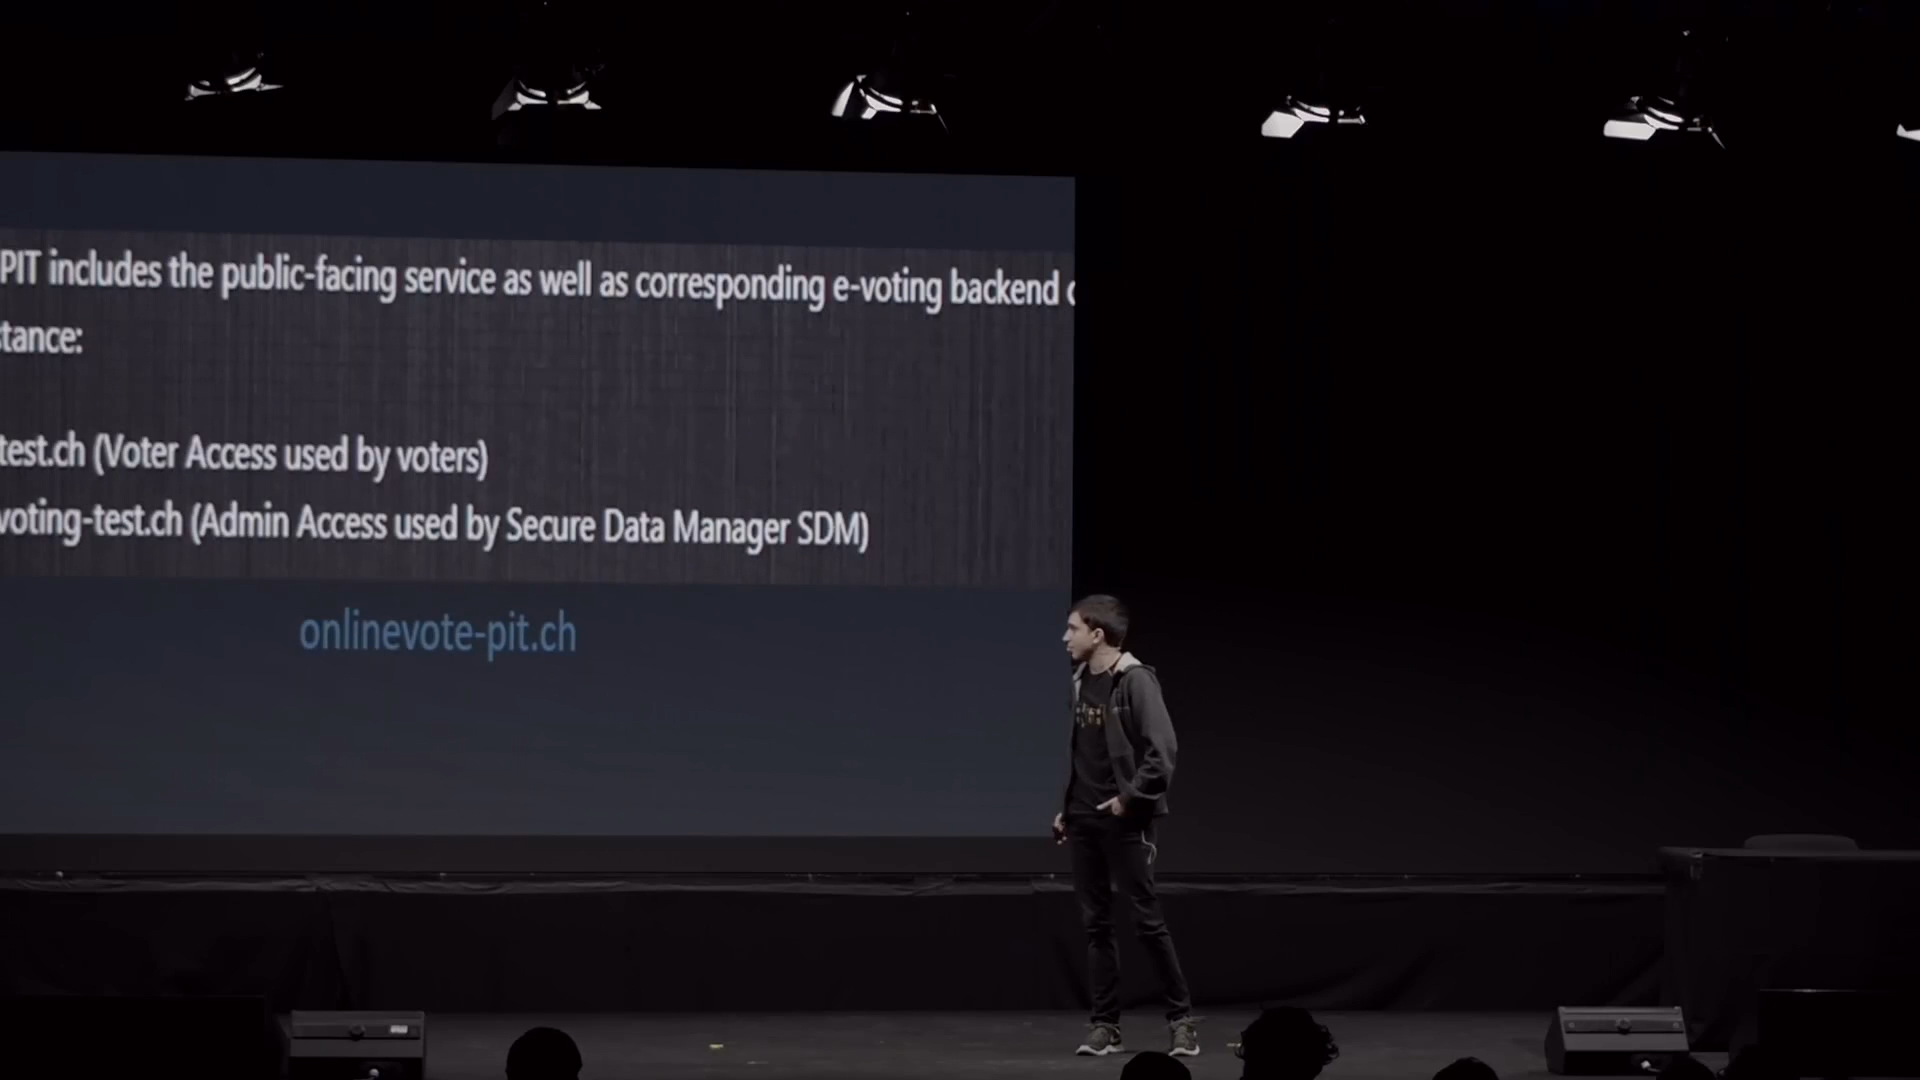 PIT includes the public-facing service as well as corresponding e-voting backend
stance:
test.ch (Voter Access used by voters)
voting-test.ch (Admin Access used by Secure Data Manager SDM)
onlinevote-pit.ch